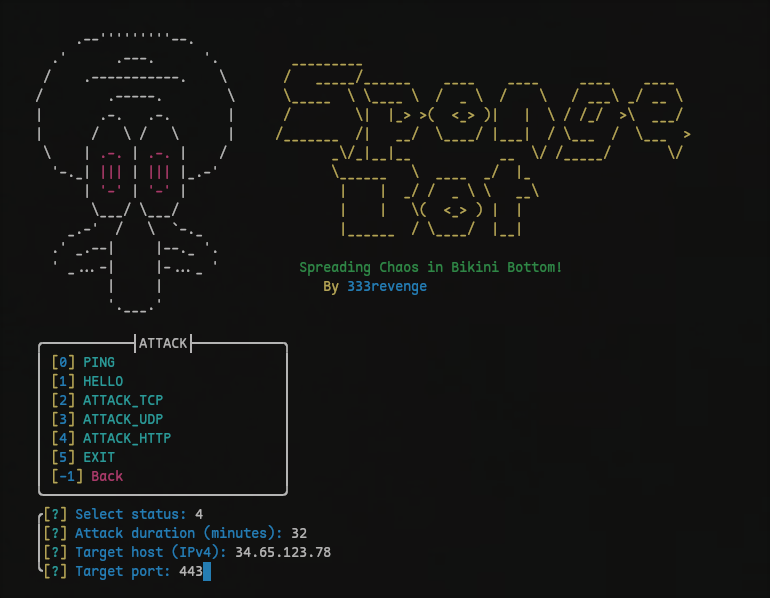 Sponge
Bot
Spreading Chaos in Bikini Bottom!
By 333revenge
ATTACK
[0] PING
[1] HELLO
[2] ATTACK_TCP
[3] ATTACK_UDP
[4] ATTACK_HTTP
[5] EXIT
[-1] Back
[?] Select status: 4
[?] Attack duration (minutes): 32
[?] Target host (IPv4): 34.65.123.78
[?] Target port: 443